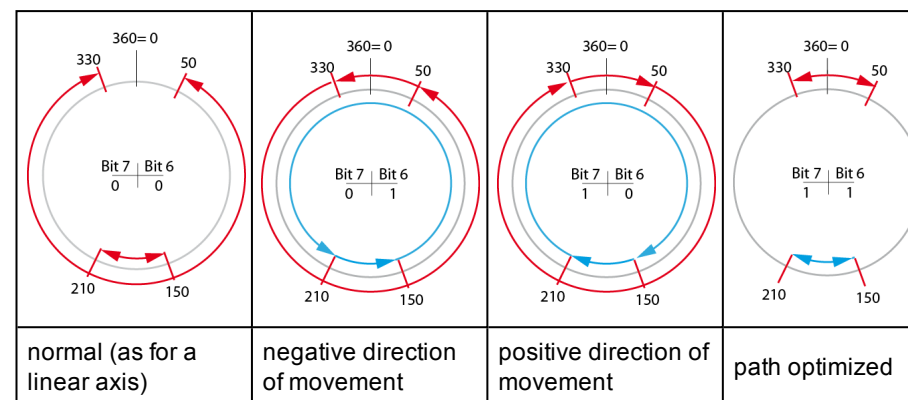 360= 0
330
50
Bit 7 Bit 6
0 0
210
150
normal (as for a
linear axis)
360= 0
330
50
Bit 7 Bit 6
0 1
210
150
negative direction
of movement
360= 0
330
50
Bit 7 Bit 6
1 0
210
150
positive direction of
movement
360= 0
330
50
Bit 7 Bit 6
1 1
210
150
path optimized